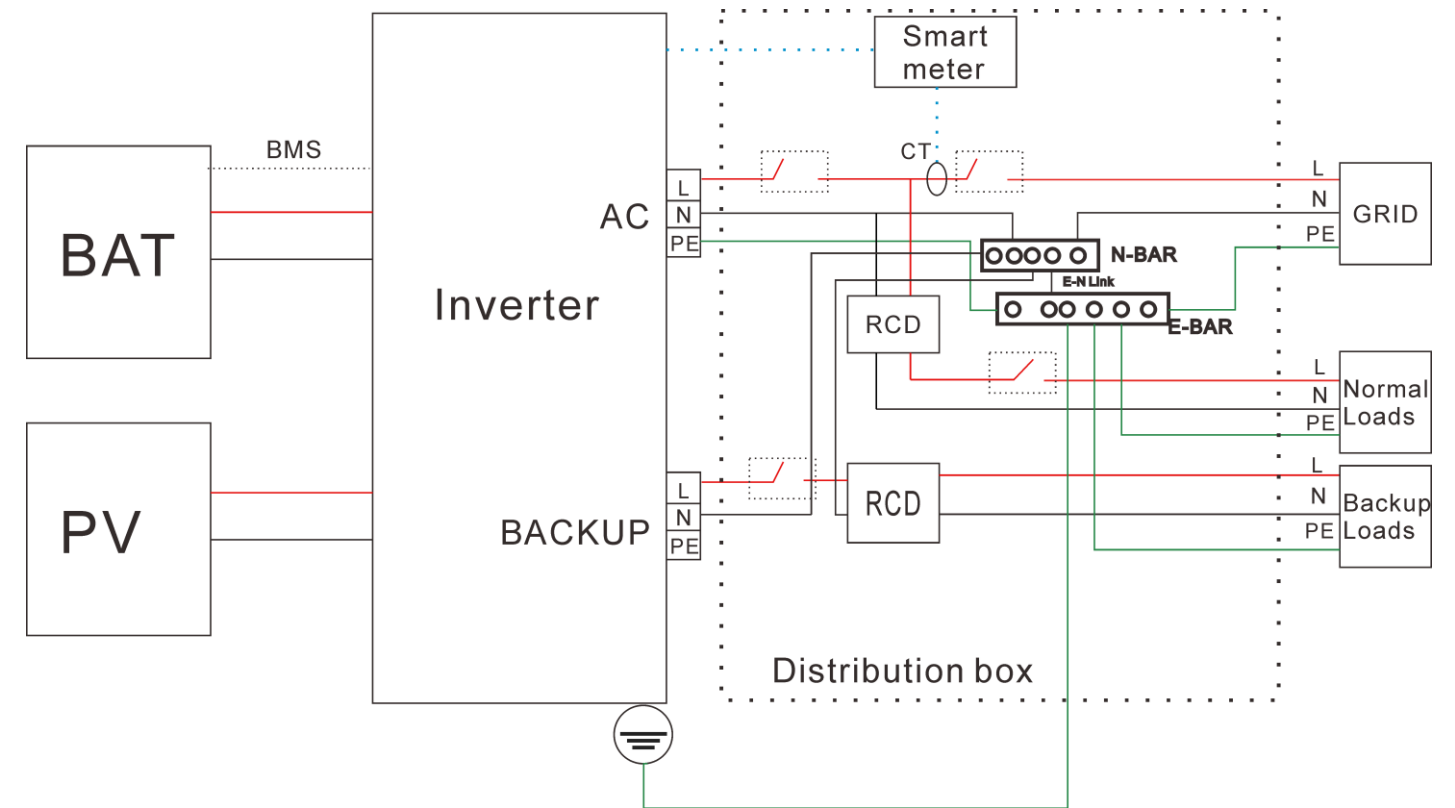 Smart
meter
BMS
CT
BAT
AC
L
N
PE
L
N
PE
GRID
N-BAR
E-N Link
E-BAR
Inverter
RCD
L
N
PE
Normal
Loads
PV
BACKUP
L
N
PE
RCD
L
N
PE
Backup
Loads
Distribution box